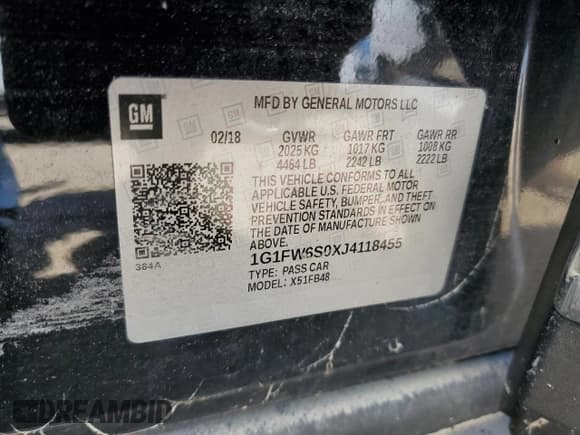 GM
MFD BY GENERAL MOTORS LLC
02/18 GVWR GAWR FRT GAWR RR
2025 KG 1017 KG 1008 KG
4464 LB 2242 LB 2222 LB
THIS VEHICLE CONFORMS TO ALL
APPLICABLE U.S. FEDERAL MOTOR
VEHICLE SAFETY, BUMPER, AND THEFT
PREVENTION STANDARDS IN EFFECT ON
THE DATE OF MANUFACTURE SHOWN
ABOVE.
384A
1G1FW6S0XJ4118455
TYPE: PASS CAR
MODEL: X51FB48
DREAMBID